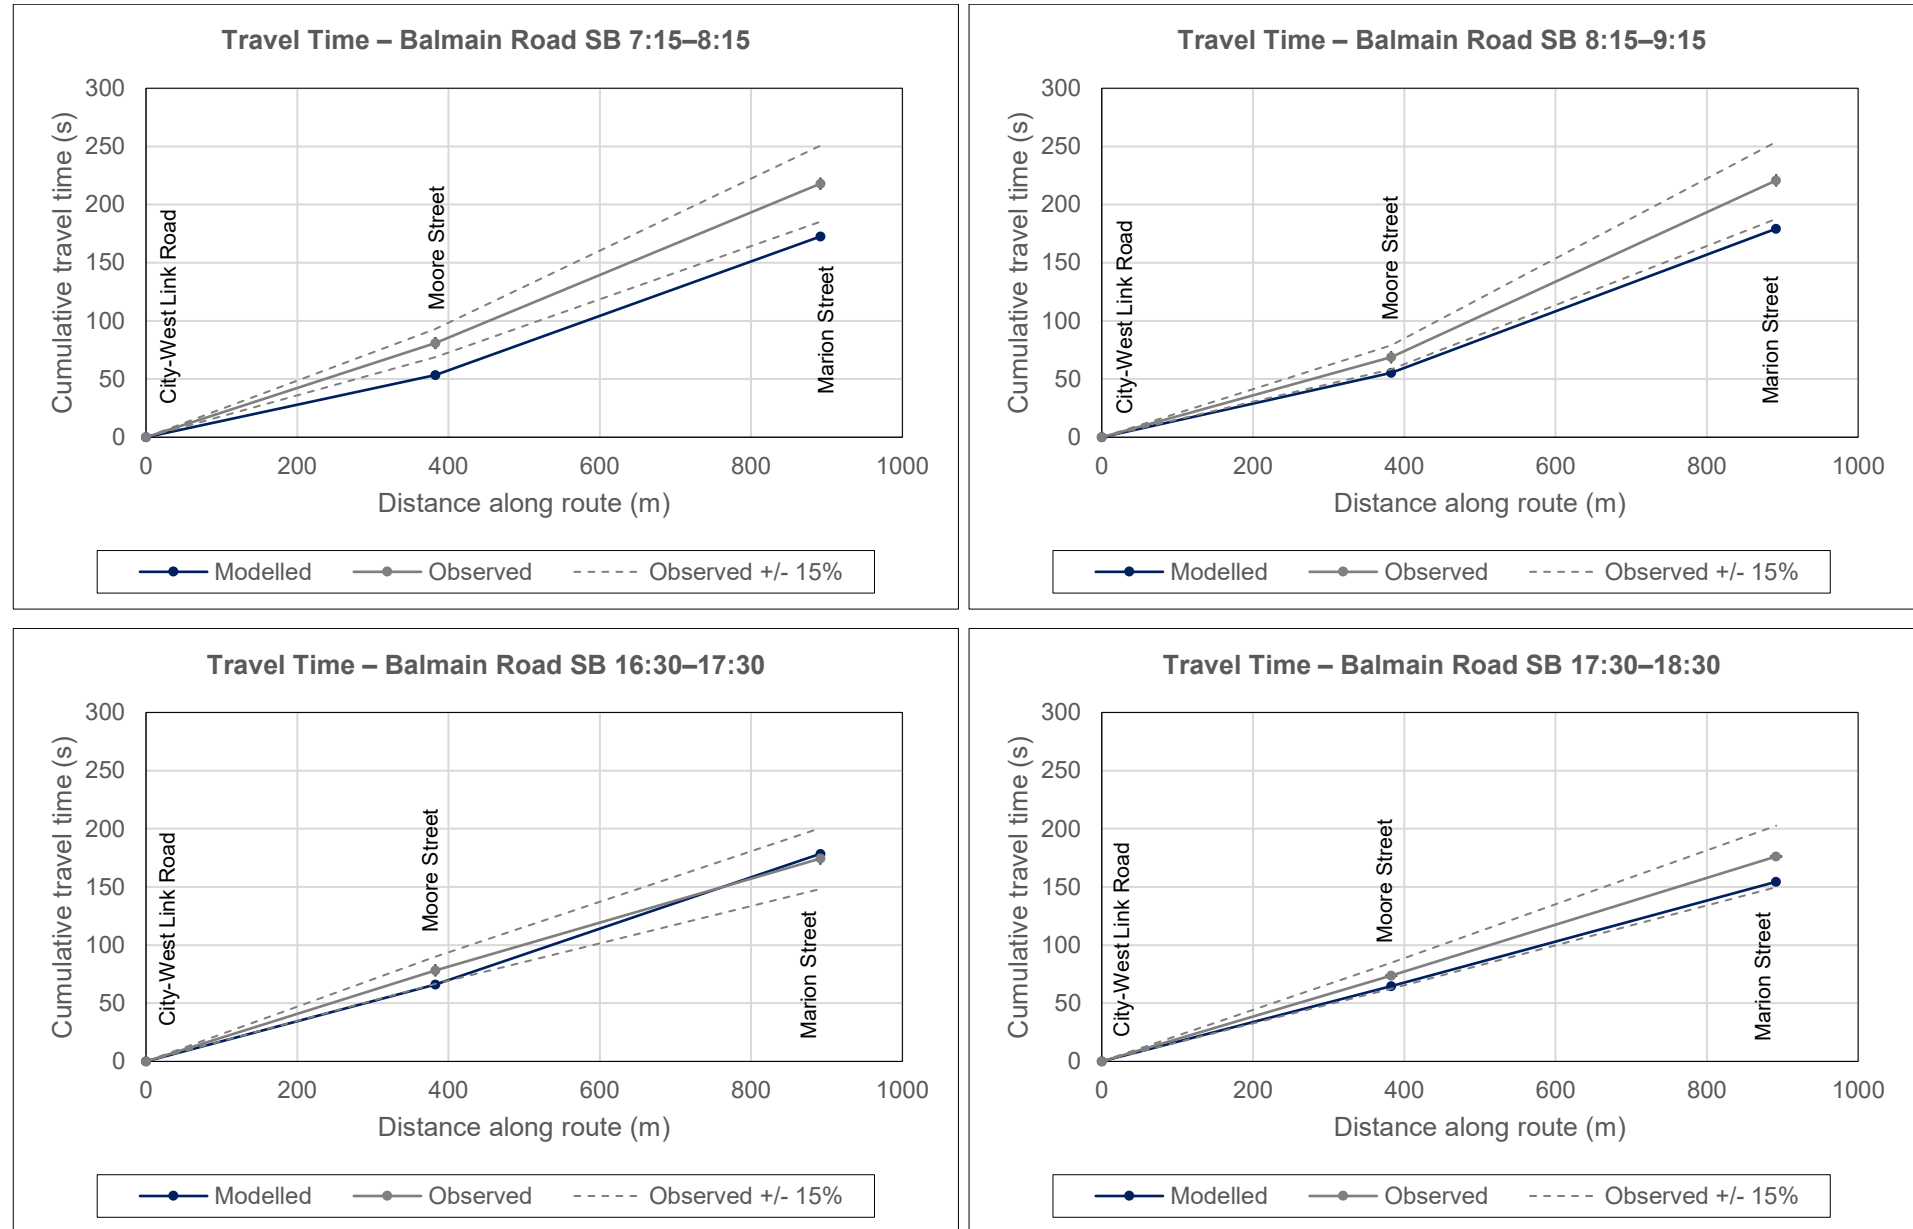 Travel Time – Balmain Road SB 7:15–8:15
300
250
200
150
100
50
0
Cumulative travel time (s)
City-West Link Road
Moore Street
Marion Street
0 200 400 600 800 1000
Distance along route (m)
Modelled Observed Observed +/- 15%
Travel Time – Balmain Road SB 8:15–9:15
300
250
200
150
100
50
0
Cumulative travel time (s)
City-West Link Road
Moore Street
Marion Street
0 200 400 600 800 1000
Distance along route (m)
Modelled Observed Observed +/- 15%
Travel Time – Balmain Road SB 16:30–17:30
300
250
200
150
100
50
0
Cumulative travel time (s)
City-West Link Road
Moore Street
Marion Street
0 200 400 600 800 1000
Distance along route (m)
Modelled Observed Observed +/- 15%
Travel Time – Balmain Road SB 17:30–18:30
300
250
200
150
100
50
0
Cumulative travel time (s)
City-West Link Road
Moore Street
Marion Street
0 200 400 600 800 1000
Distance along route (m)
Modelled Observed Observed +/- 15%